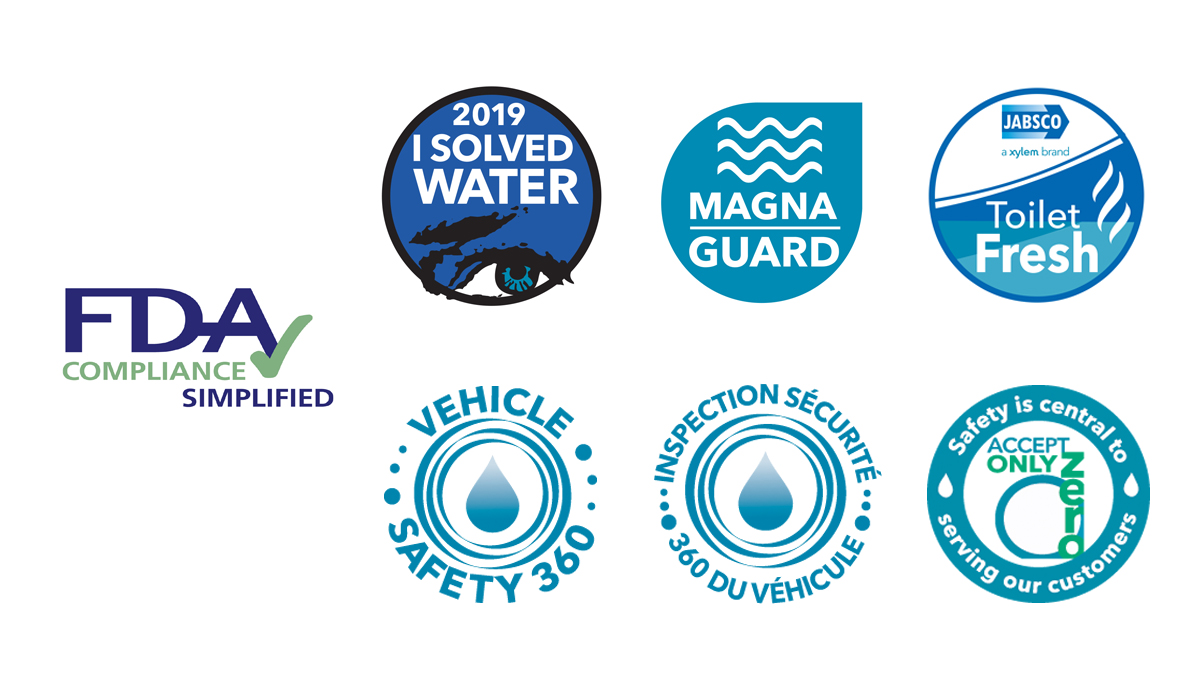 2019
I SOLVED
WATER
MAGNA
GUARD
JABSCO
a xylem brand
Toilet
Fresh
FDA
COMPLIANCE
SIMPLIFIED
VEHICLE
SAFETY 360
INSPECTION SÉCURITÉ
360 DU VÉHICULE
Safety is central to
serving our customers
ACCEPT
ONLY
Zero